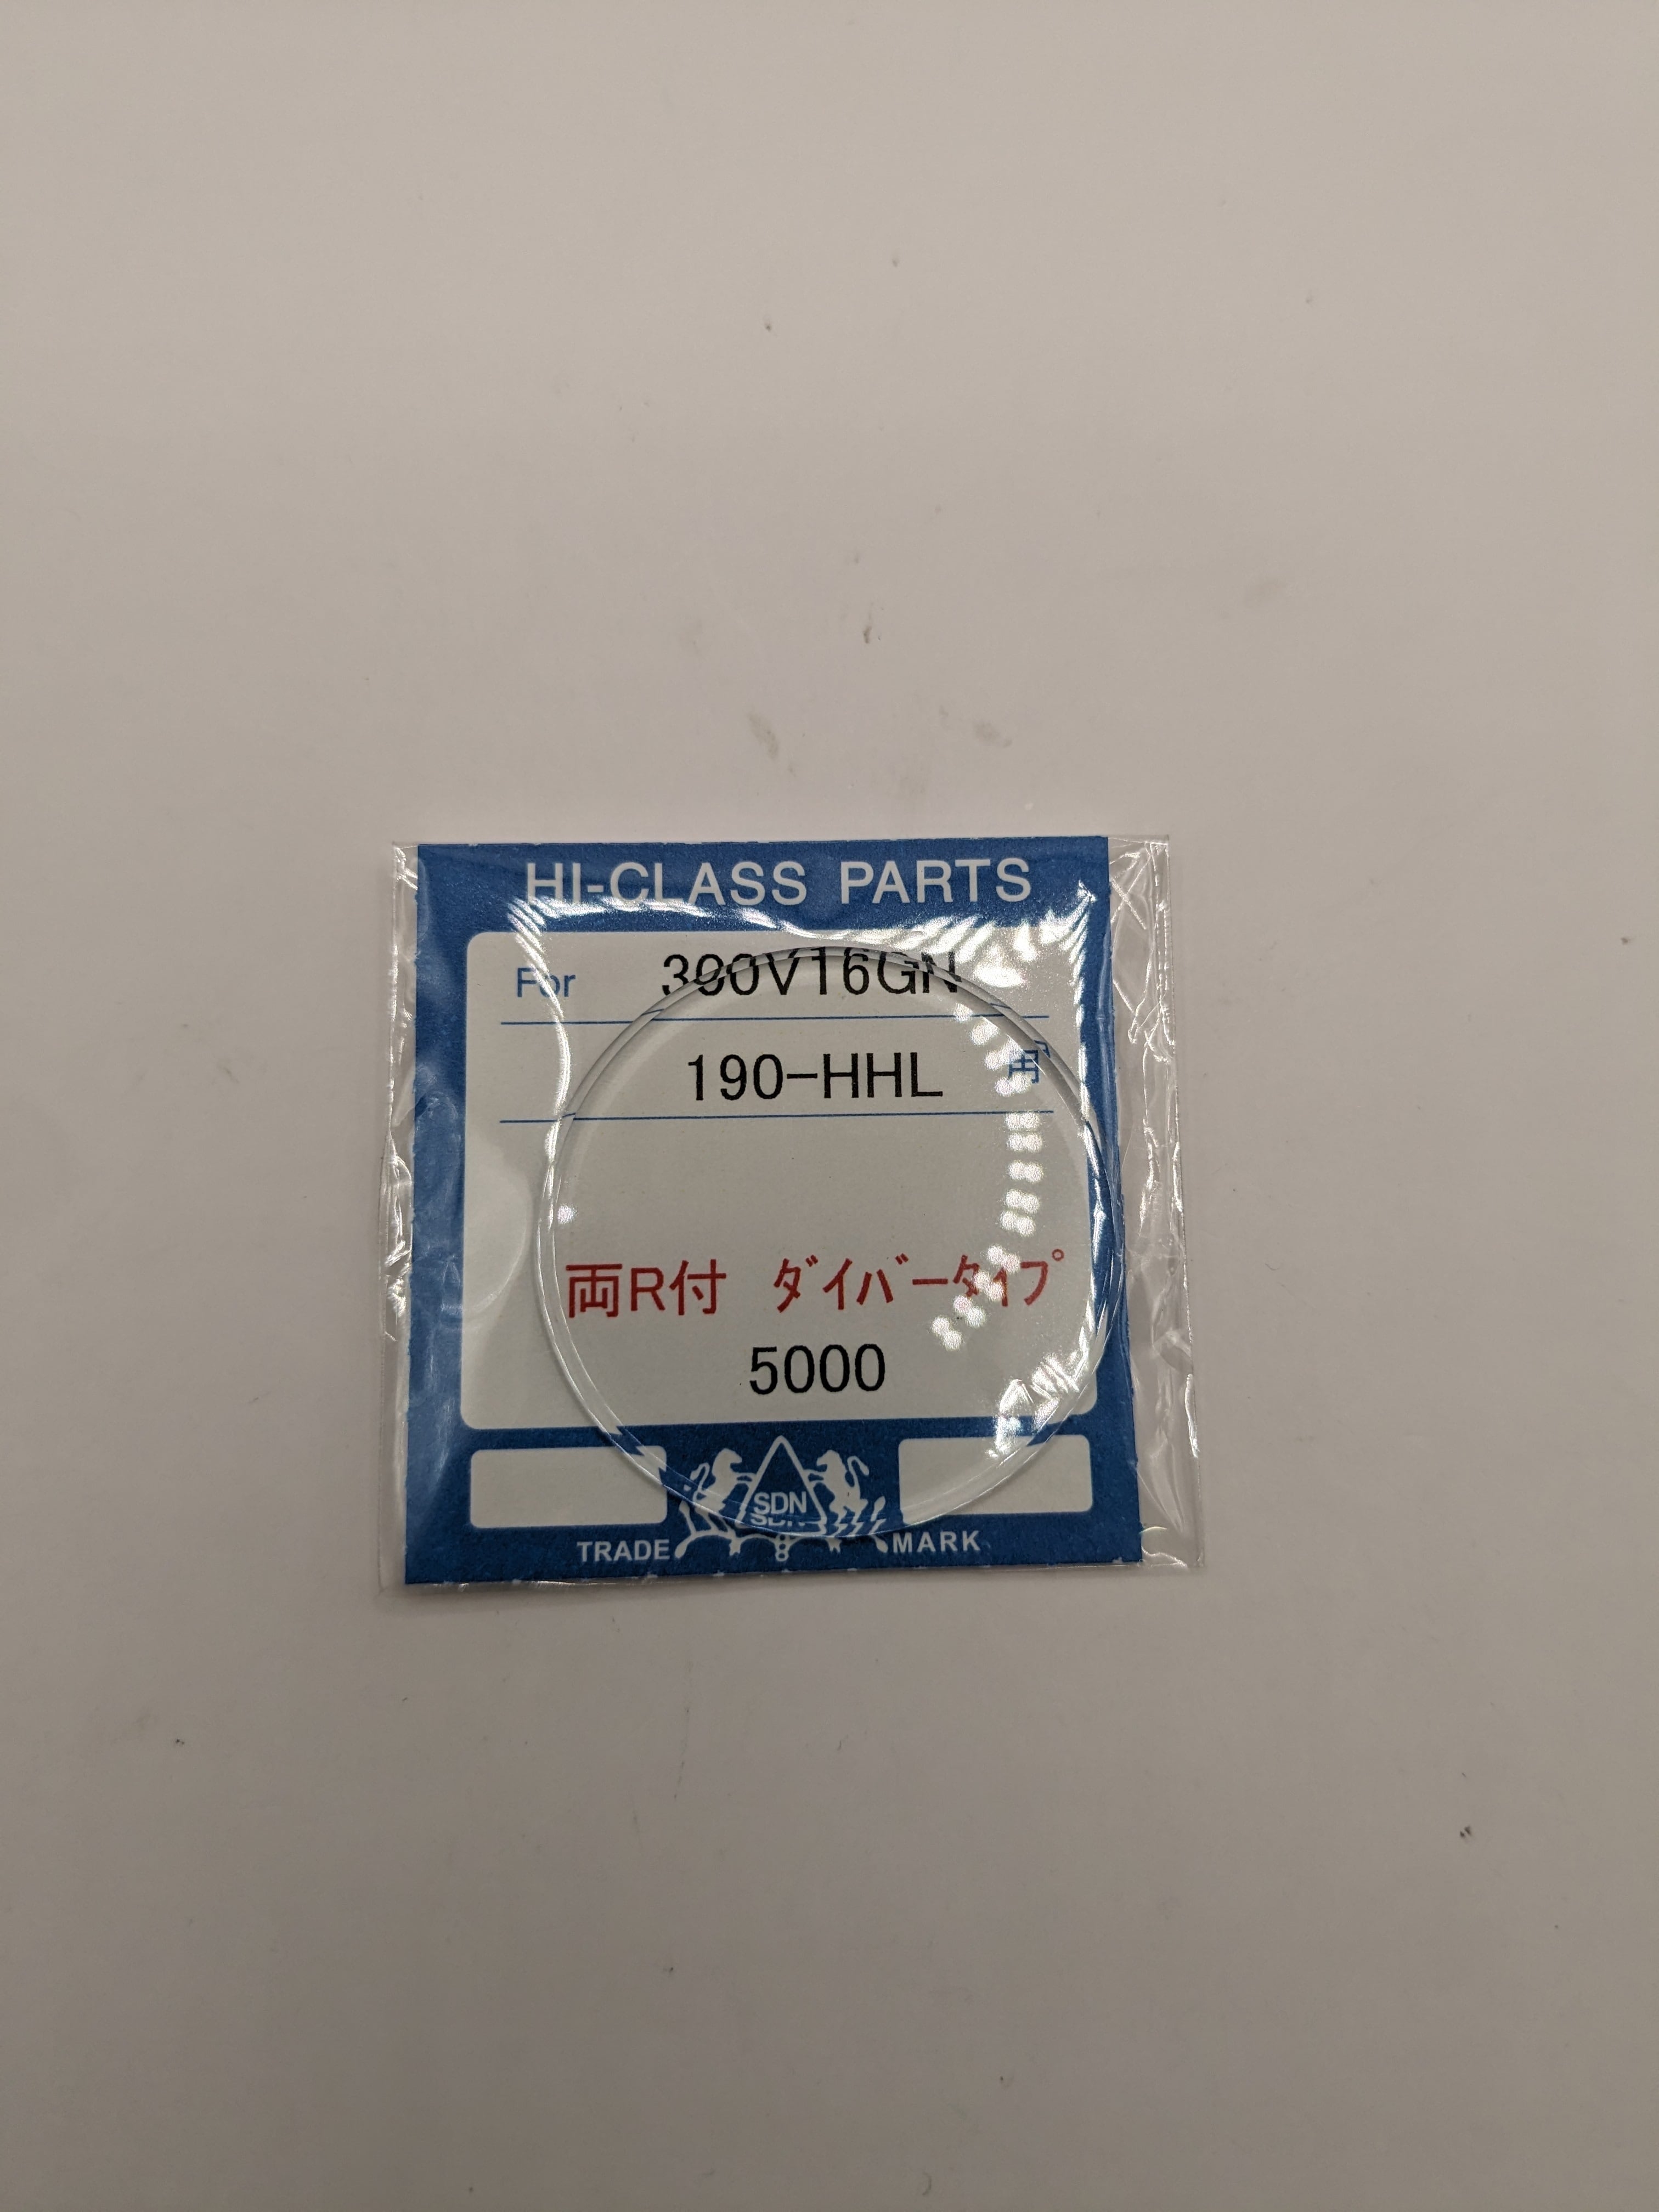 HI-CLASS PARTS
For 300V16GN
190-HHL 用
両R付 ﾀﾞｲﾊﾞｰﾀｲﾌﾟ
5000
SDN
TRADE MARK